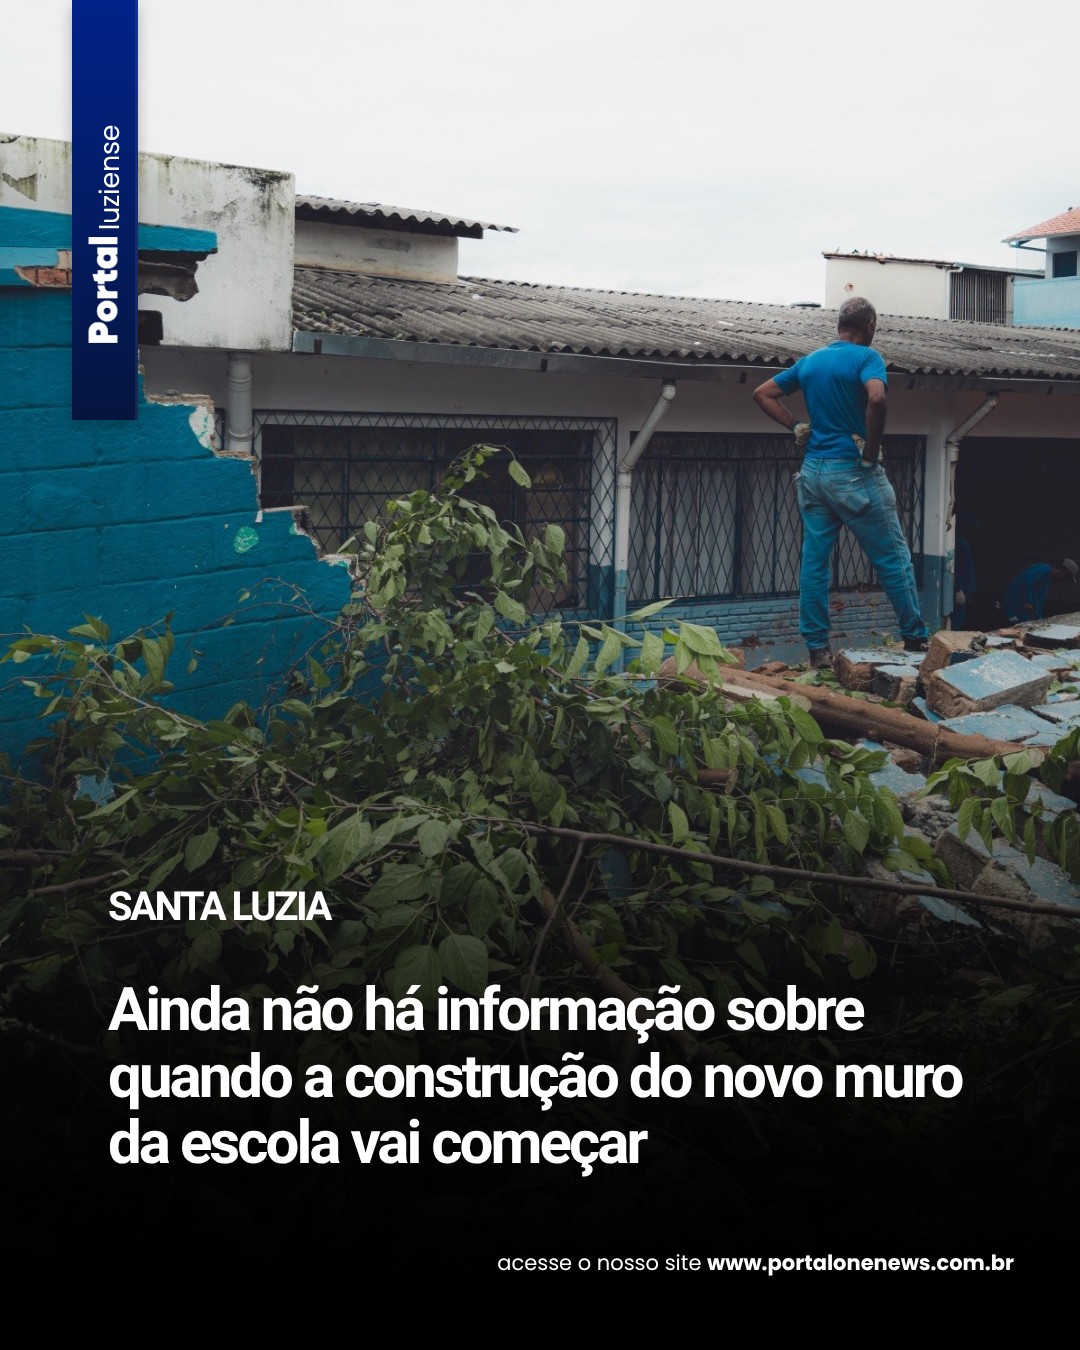 Portal luziense
SANTA LUZIA
Ainda não há informação sobre
quando a construção do novo muro
da escola vai começar
acesse o nosso site www.portalonenews.com.br